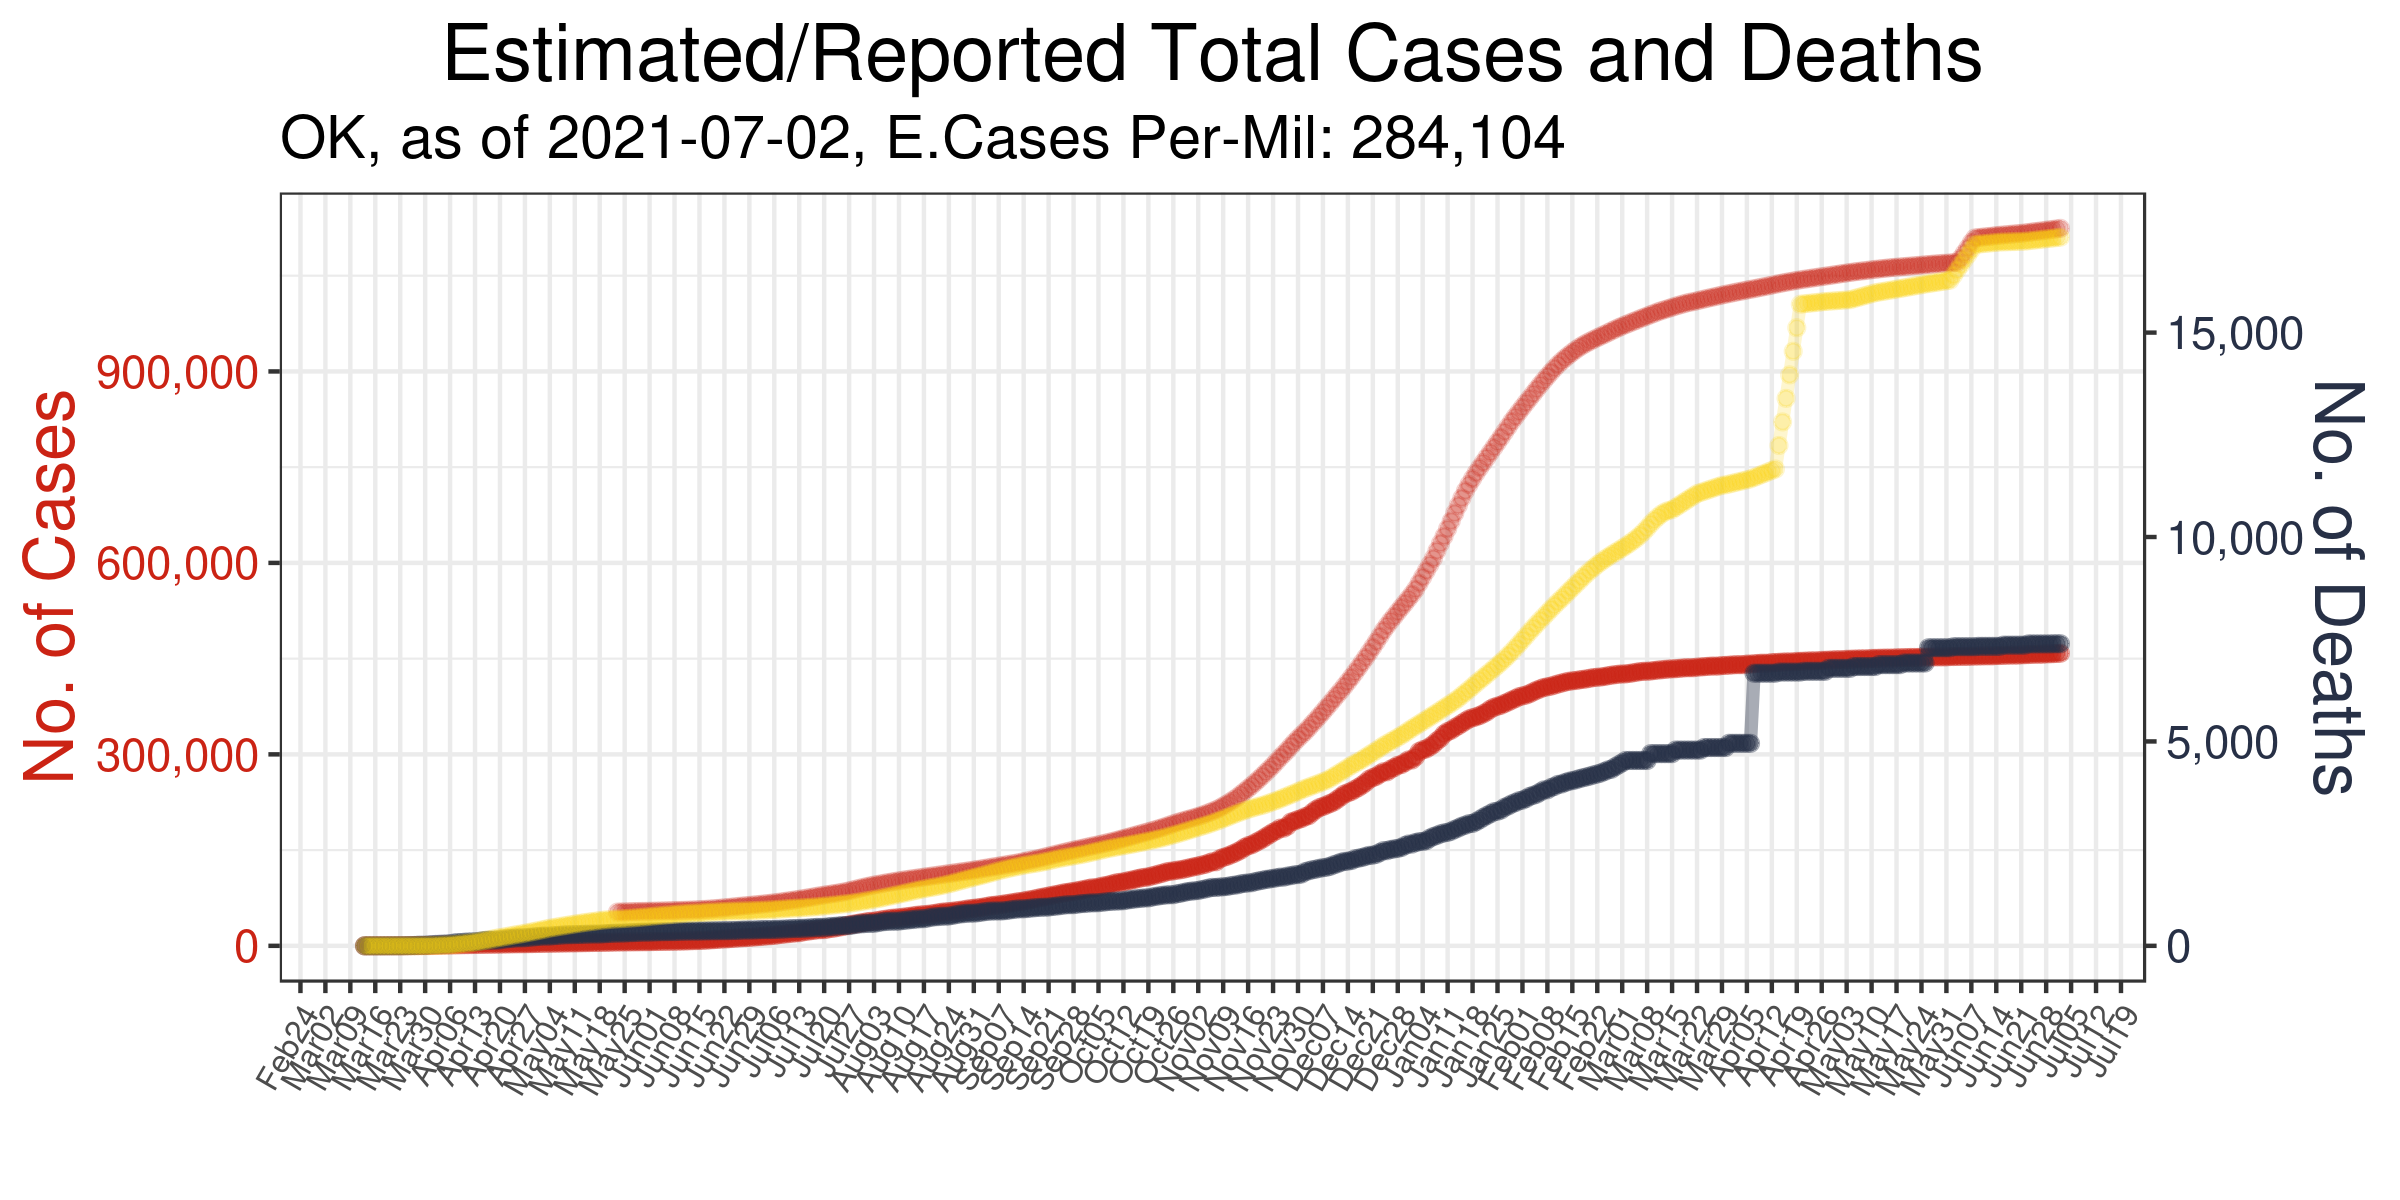 Estimated/Reported Total Cases and Deaths
OK, as of 2021-07-02, E.Cases Per-Mil: 284,104
No. of Cases
900,000
600,000
300,000
0
15,000
10,000
5,000
0
No. of Deaths
Feb24
Mar02
Mar09
Mar16
Mar23
Mar30
Apr06
Apr13
Apr20
Apr27
May04
May11
May18
May25
Jun01
Jun08
Jun15
Jun22
Jun29
Jul06
Jul13
Jul20
Jul27
Aug03
Aug10
Aug17
Aug24
Aug31
Sep07
Sep14
Sep21
Sep28
Oct05
Oct12
Oct19
Oct26
Nov02
Nov09
Nov16
Nov23
Nov30
Dec07
Dec14
Dec21
Dec28
Jan04
Jan11
Jan18
Jan25
Feb01
Feb08
Feb15
Feb22
Mar01
Mar08
Mar15
Mar22
Mar29
Apr05
Apr12
Apr19
Apr26
May03
May10
May17
May24
May31
Jun07
Jun14
Jun21
Jun28
Jul05
Jul12
Jul19